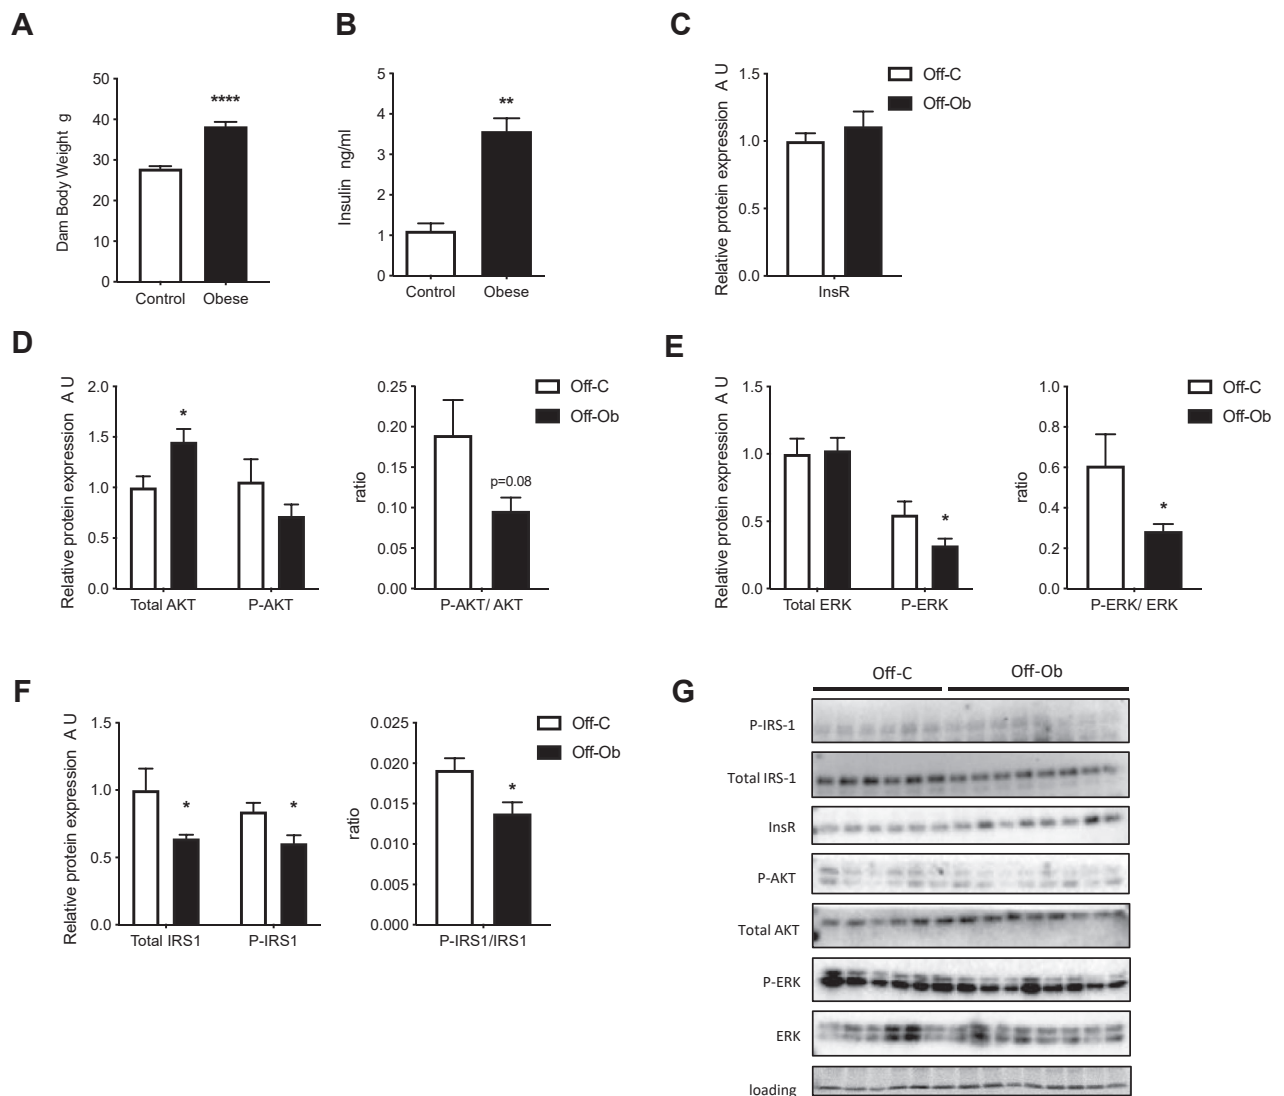 A
B
C
50
40
30
20
10
0
Dam Body Weight g
****
Control
Obese
5
4
3
2
1
0
Insulin ng/ml
**
Control
Obese
1.5
1.0
0.5
0.0
Relative protein expression A U
InsR
Off-C
Off-Ob
D
E
2.0
1.5
1.0
0.5
0.0
Relative protein expression A U
*
Total AKT
P-AKT
0.25
0.20
0.15
0.10
0.05
0.00
ratio
p=0.08
P-AKT/ AKT
Off-C
Off-Ob
1.5
1.0
0.5
0.0
Relative protein expression A U
*
Total ERK
P-ERK
1.0
0.8
0.6
0.4
0.2
0.0
ratio
*
P-ERK/ ERK
Off-C
Off-Ob
F
G
1.5
1.0
0.5
0.0
Relative protein expression A U
*
*
Total IRS1
P-IRS1
0.025
0.020
0.015
0.010
0.005
0.000
ratio
*
P-IRS1/IRS1
Off-C
Off-Ob
Off-C
Off-Ob
P-IRS-1
Total IRS-1
InsR
P-AKT
Total AKT
P-ERK
ERK
loading